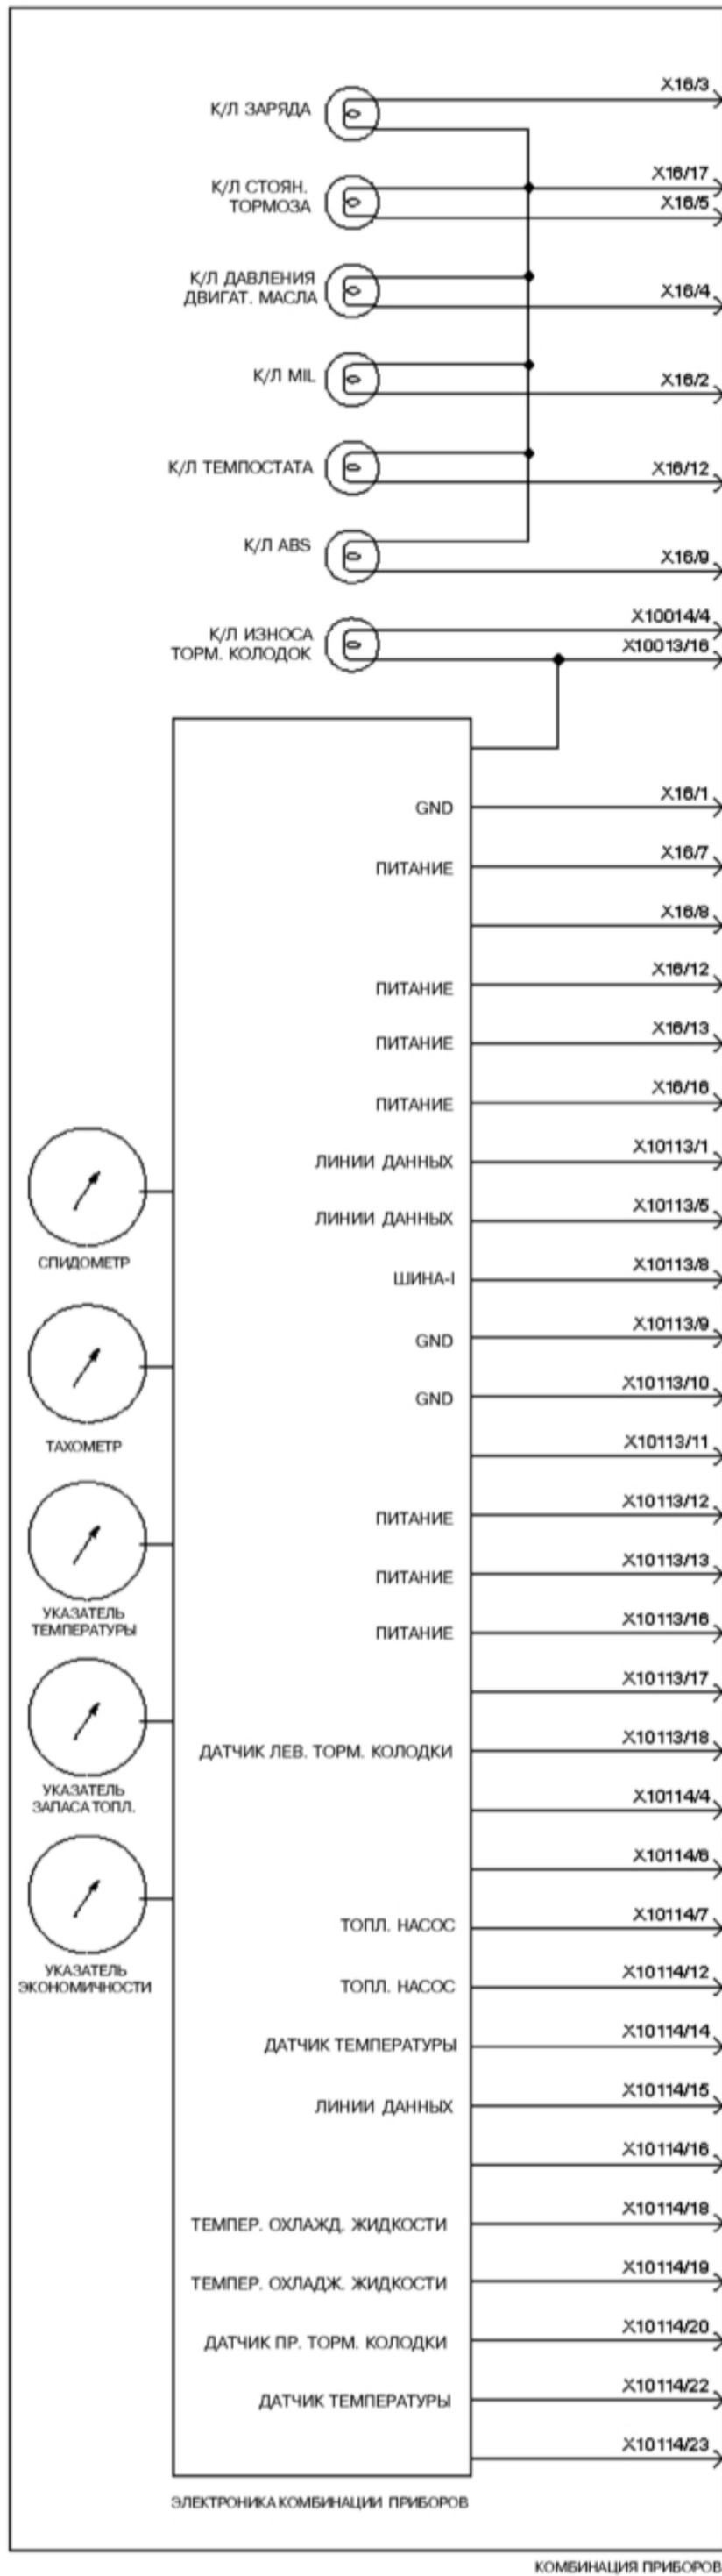 X16/3
К/Л ЗАРЯДА
X16/17
К/Л СТОЯН.
ТОРМОЗА
X16/5
К/Л ДАВЛЕНИЯ
ДВИГАТ. МАСЛА
X16/4
К/Л MIL
X16/2
К/Л ТЕМПОСТАТА
X16/12
К/Л ABS
X16/9
X10014/4
К/Л ИЗНОСА
ТОРМ. КОЛОДОК
X10013/16
X16/1
GND
X16/7
ПИТАНИЕ
X16/8
X16/12
ПИТАНИЕ
X16/13
ПИТАНИЕ
X16/16
ПИТАНИЕ
X10113/1
ЛИНИИ ДАННЫХ
X10113/5
ЛИНИИ ДАННЫХ
СПИДОМЕТР
X10113/8
ШИНА-I
X10113/9
GND
X10113/10
GND
X10113/11
ТАХОМЕТР
X10113/12
ПИТАНИЕ
X10113/13
ПИТАНИЕ
X10113/16
ПИТАНИЕ
УКАЗАТЕЛЬ
ТЕМПЕРАТУРЫ
X10113/17
X10113/18
ДАТЧИК ЛЕВ. ТОРМ. КОЛОДКИ
УКАЗАТЕЛЬ
ЗАПАСА ТОПЛ.
X10114/4
X10114/6
X10114/7
ТОПЛ. НАСОС
X10114/12
ТОПЛ. НАСОС
УКАЗАТЕЛЬ
ЭКОНОМИЧНОСТИ
X10114/14
ДАТЧИК ТЕМПЕРАТУРЫ
X10114/15
ЛИНИИ ДАННЫХ
X10114/16
X10114/18
ТЕМПЕР. ОХЛАЖД. ЖИДКОСТИ
X10114/19
ТЕМПЕР. ОХЛАДЖ. ЖИДКОСТИ
X10114/20
ДАТЧИК ПР. ТОРМ. КОЛОДКИ
X10114/22
ДАТЧИК ТЕМПЕРАТУРЫ
X10114/23
ЭЛЕКТРОНИКА КОМБИНАЦИИ ПРИБОРОВ
КОМБИНАЦИЯ ПРИБОРОВ